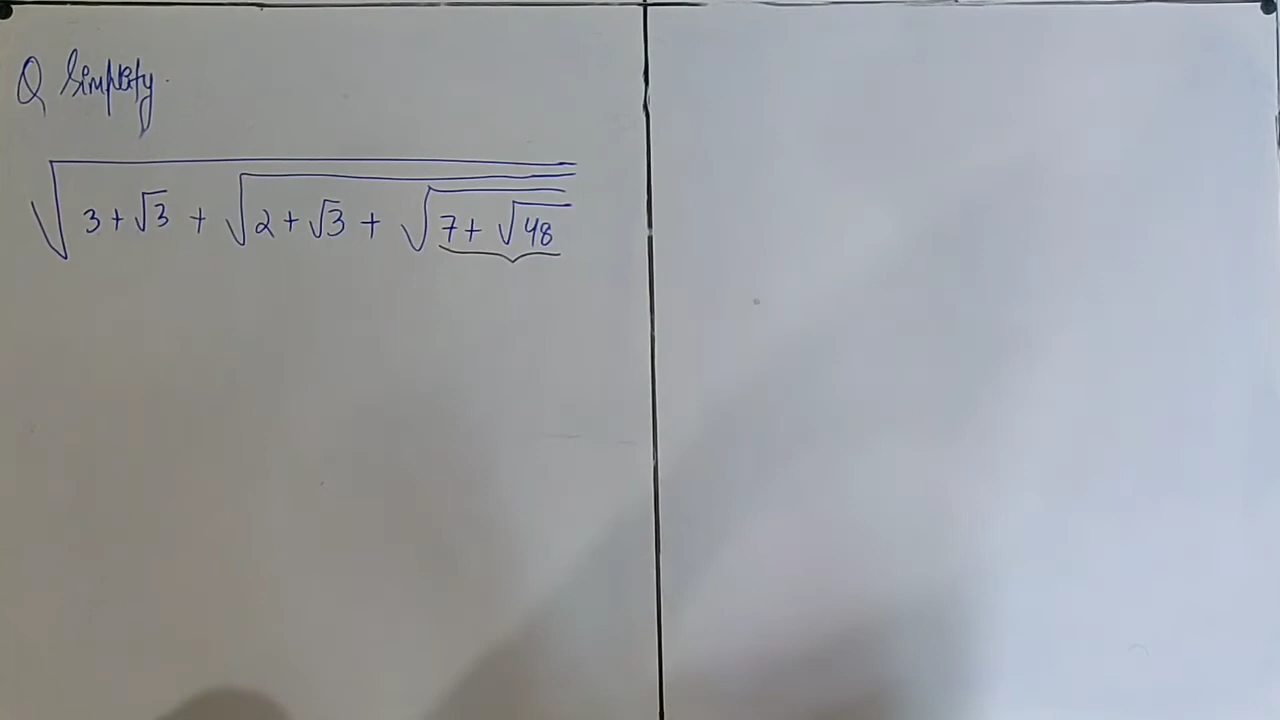 Q Simplify.
√(3 + √3 + √(2 + √3 + √(7 + √48)))